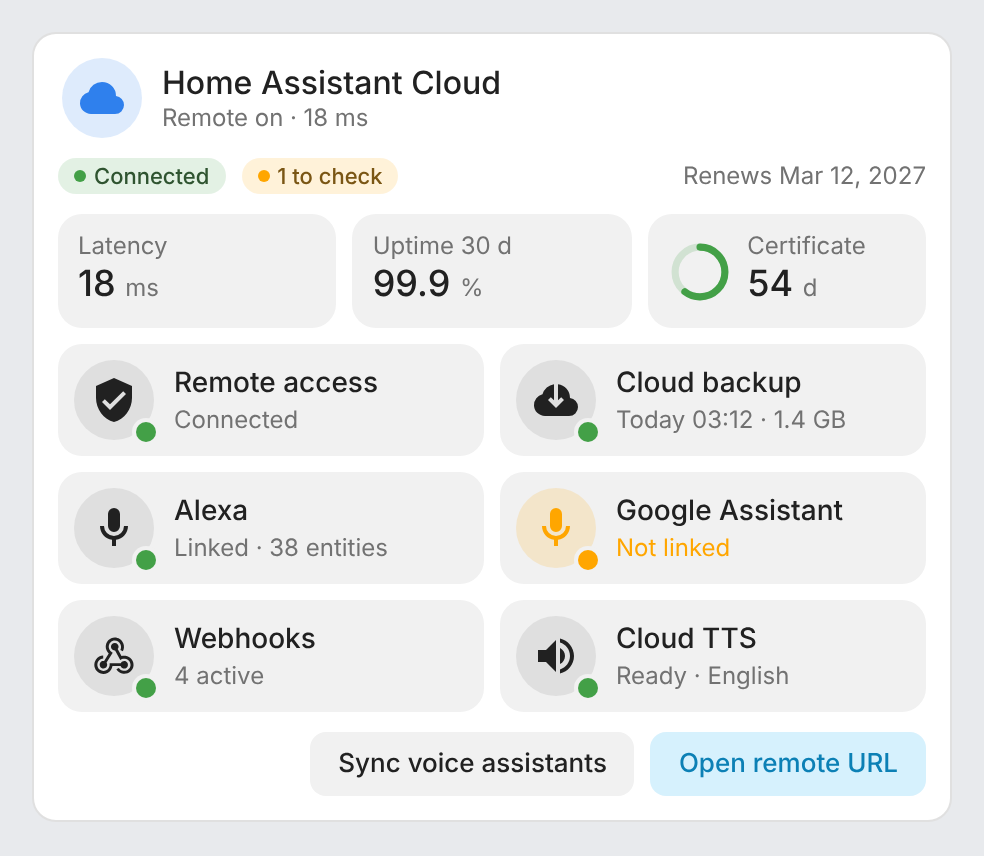 Home Assistant Cloud
Remote on · 18 ms
Connected
1 to check
Renews Mar 12, 2027
Latency
18 ms
Uptime 30 d
99.9 %
Certificate
54 d
Remote access
Connected
Cloud backup
Today 03:12 · 1.4 GB
Alexa
Linked · 38 entities
Google Assistant
Not linked
Webhooks
4 active
Cloud TTS
Ready · English
Sync voice assistants
Open remote URL